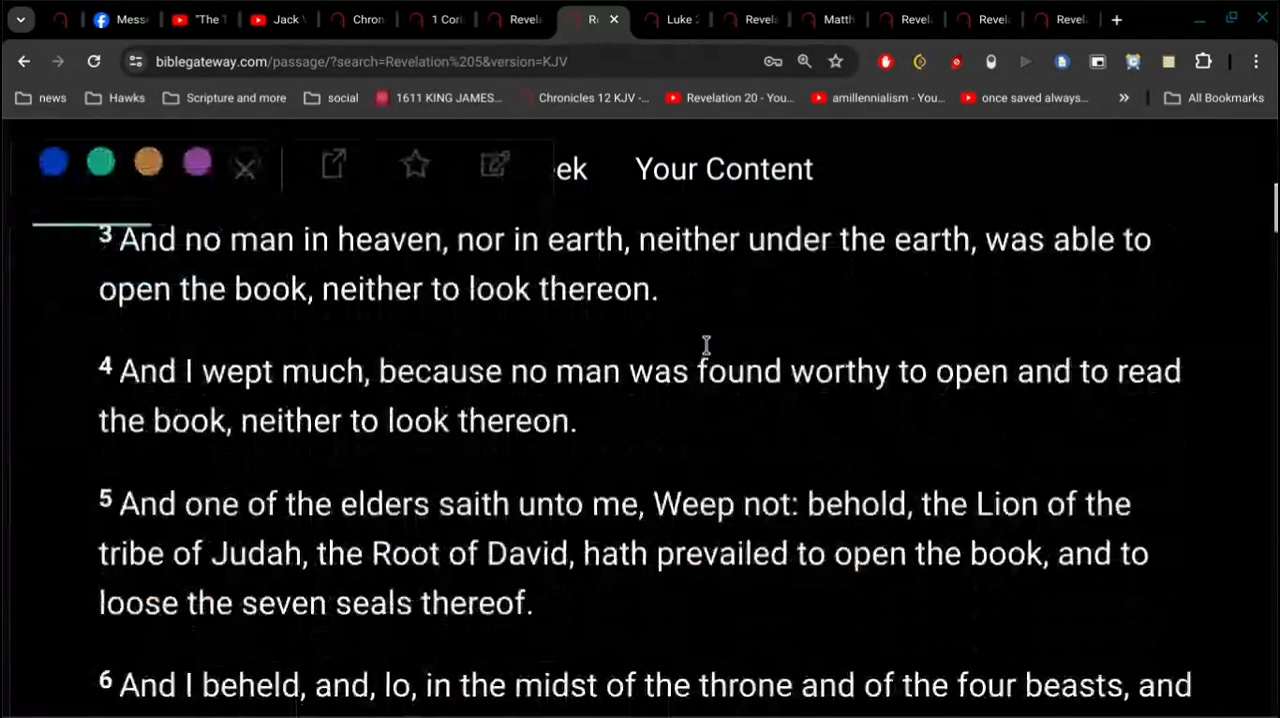 Messe
"The T
Jack \
Chron
1 Cori
Revela
Re
Luke 2
Revela
Matth
Revel
Revela
Revel
biblegateway.com/passage/?search=Revelation%205&version=KJV
news
Hawks
Scripture and more
social
1611 KING JAMES...
Chronicles 12 KJV -...
Revelation 20 - You...
amillennialism - You...
once saved always...
All Bookmarks
ek
Your Content
3 And no man in heaven, nor in earth, neither under the earth, was able to
open the book, neither to look thereon.
4 And I wept much, because no man was found worthy to open and to read
the book, neither to look thereon.
5 And one of the elders saith unto me, Weep not: behold, the Lion of the
tribe of Judah, the Root of David, hath prevailed to open the book, and to
loose the seven seals thereof.
6 And I beheld, and, lo, in the midst of the throne and of the four beasts, and